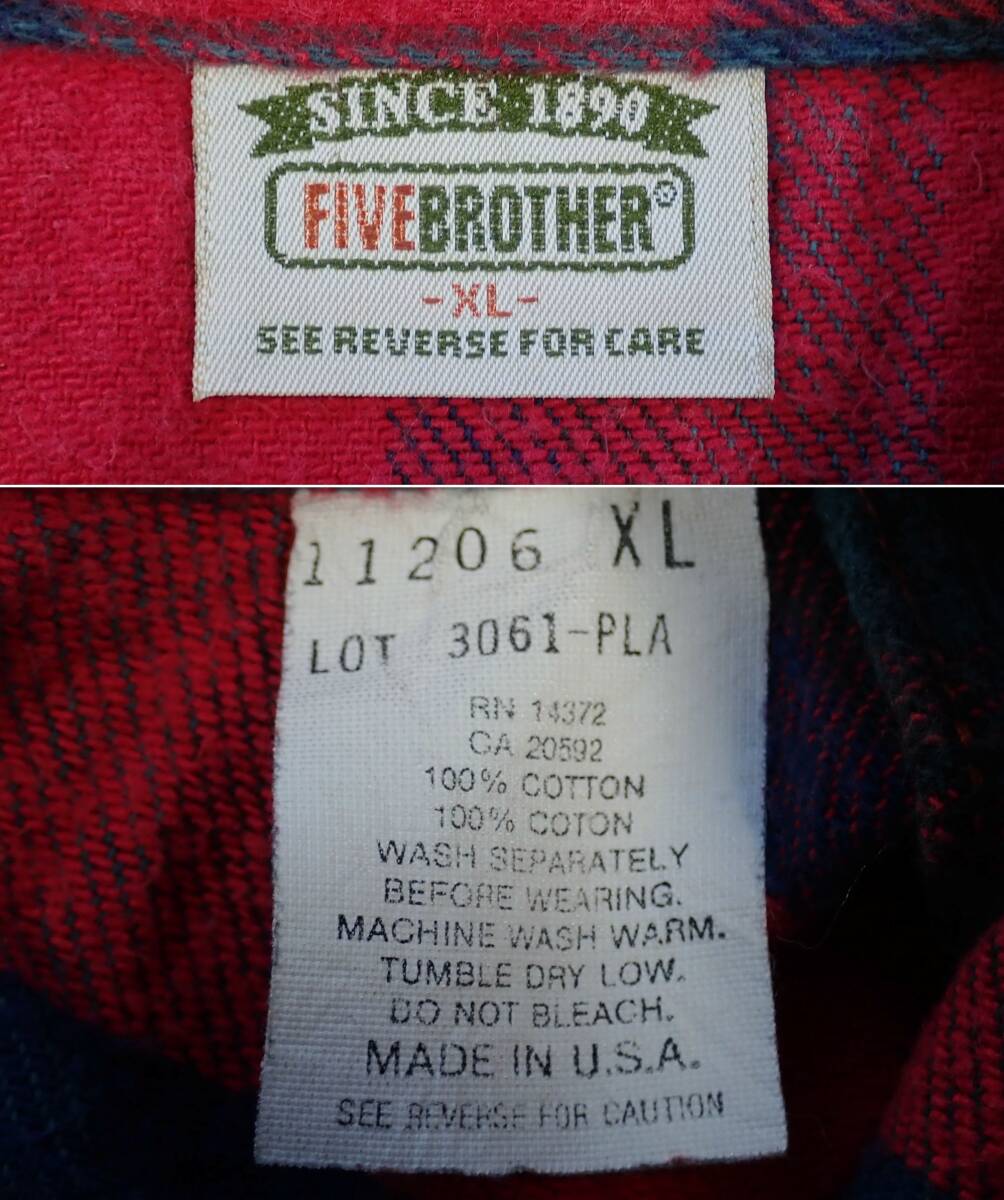 SINCE 1890
FIVEBROTHER®
-XL-
SEE REVERSE FOR CARE
11206 XL
LOT 3061-PLA
RN 14372
CA 20592
100% COTTON
100% COTON
WASH SEPARATELY
BEFORE WEARING.
MACHINE WASH WARM.
TUMBLE DRY LOW.
DO NOT BLEACH.
MADE IN U.S.A.
SEE REVERSE FOR CAUTION